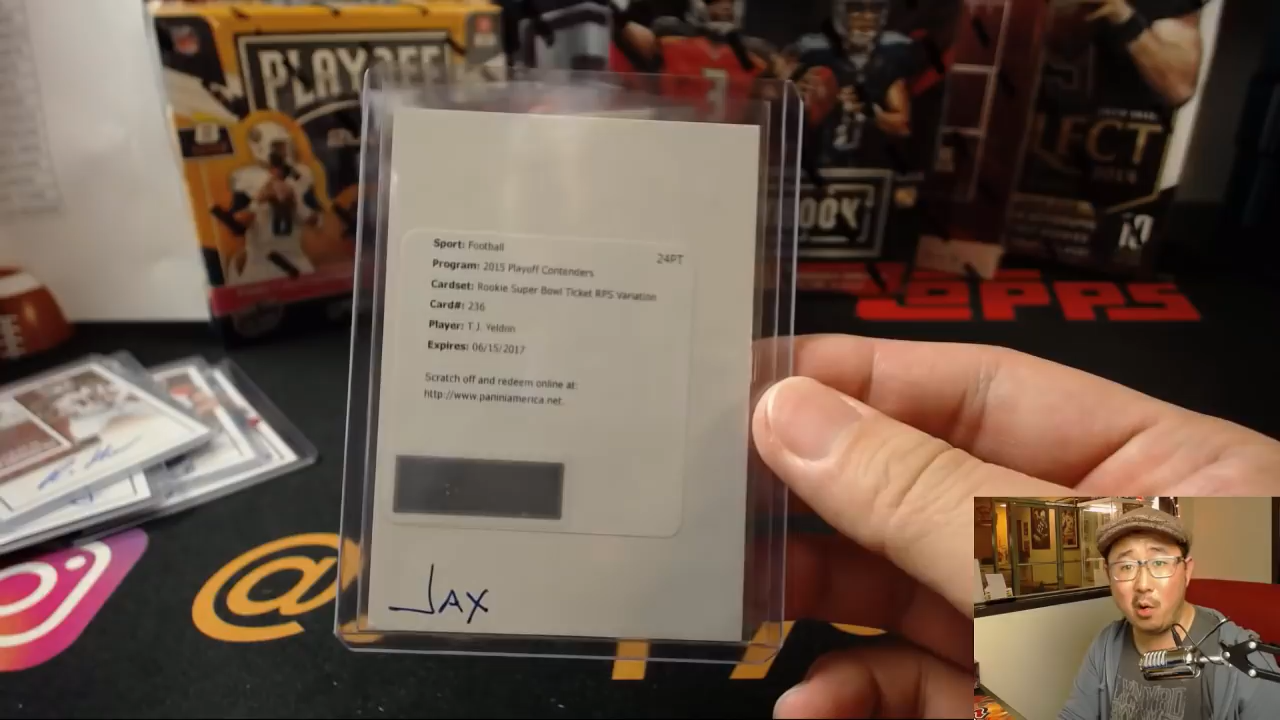 PLAYOFF
LECT
TOPPS
Sport: Football
24PT
Program: 2015 Playoff Contenders
Cardset: Rookie Super Bowl Ticket RPS Variation
Card#: 236
Player: T.J. Yeldon
Expires: 06/15/2017
Scratch off and redeem online at:
http://www.paniniamerica.net.
JAX
@